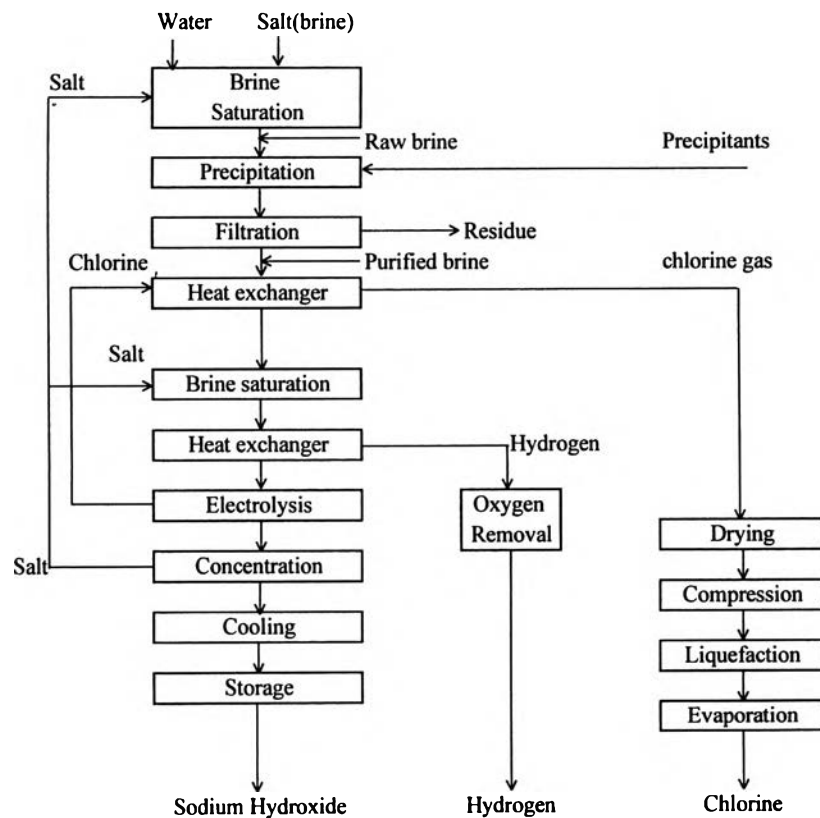 Water
Salt(brine)
Salt
Brine
Saturation
Raw brine
Precipitants
Precipitation
Filtration
Residue
Chlorine
Purified brine
chlorine gas
Heat exchanger
Salt
Brine saturation
Heat exchanger
Hydrogen
Electrolysis
Oxygen
Removal
Drying
Salt
Concentration
Compression
Cooling
Liquefaction
Storage
Evaporation
Sodium Hydroxide
Hydrogen
Chlorine